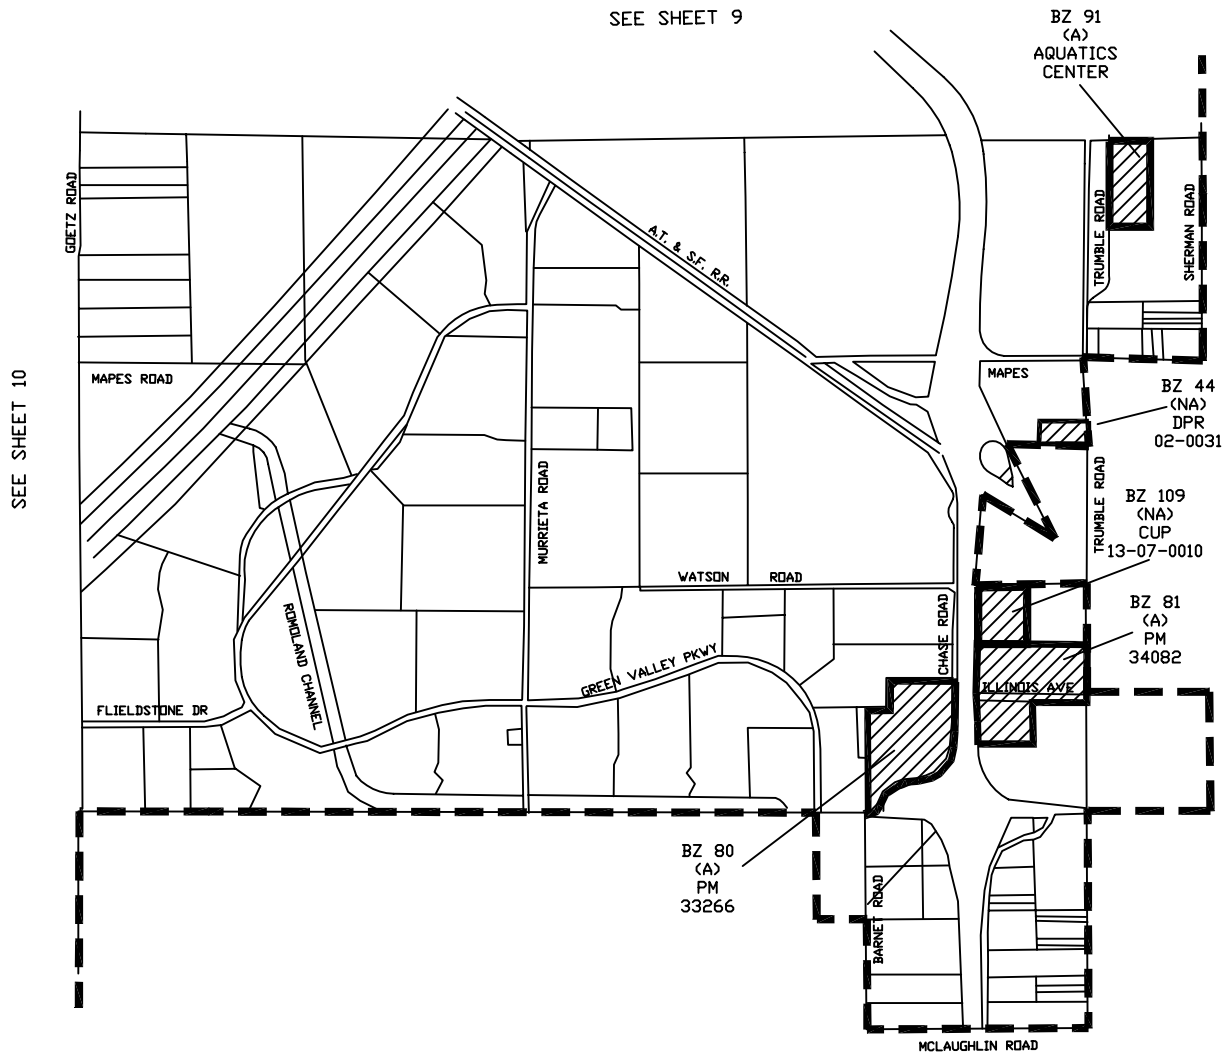 SEE SHEET 9
BZ 91
(A)
AQUATICS
CENTER
GOETZ ROAD
TRUMBLE ROAD
SHERMAN ROAD
A.T. & S.F. R.R.
SEE SHEET 10
MAPES ROAD
MAPES
BZ 44
(NA)
DPR
02-0031
MURRIETA ROAD
TRUMBLE ROAD
BZ 109
(NA)
CUP
13-07-0010
WATSON ROAD
ROMOLAND CHANNEL
CHASE ROAD
BZ 81
(A)
PM
34082
GREEN VALLEY PKWY
ILLINOIS AVE
FLIELDSTONE DR
BZ 80
(A)
PM
33266
BARNET ROAD
MCLAUGHLIN ROAD